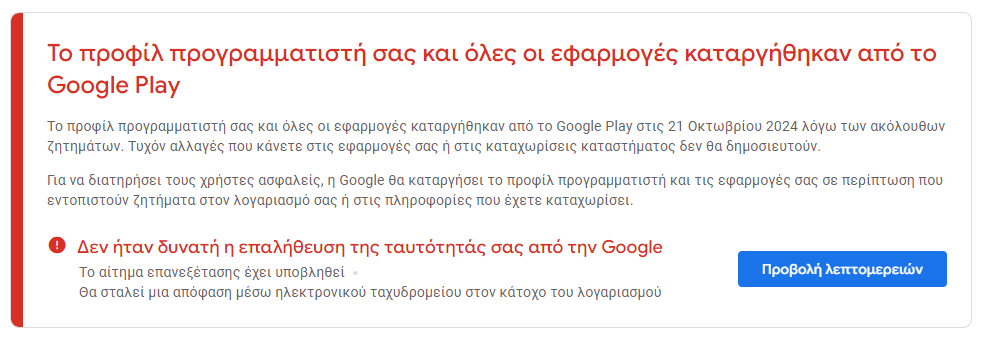 Το προφίλ προγραμματιστή σας και όλες οι εφαρμογές καταργήθηκαν από το
Google Play
Το προφίλ προγραμματιστή σας και όλες οι εφαρμογές καταργήθηκαν από το Google Play στις 21 Οκτωβρίου 2024 λόγω των ακόλουθων
ζητημάτων. Τυχόν αλλαγές που κάνετε στις εφαρμογές σας ή στις καταχωρίσεις καταστήματος δεν θα δημοσιευτούν.
Για να διατηρήσει τους χρήστες ασφαλείς, η Google θα καταργήσει το προφίλ προγραμματιστή και τις εφαρμογές σας σε περίπτωση που
εντοπιστούν ζητήματα στον λογαριασμό σας ή στις πληροφορίες που έχετε καταχωρίσει.
Δεν ήταν δυνατή η επαλήθευση της ταυτότητάς σας από την Google
Το αίτημα επανεξέτασης έχει υποβληθεί
Θα σταλεί μια απόφαση μέσω ηλεκτρονικού ταχυδρομείου στον κάτοχο του λογαριασμού
Προβολή λεπτομερειών